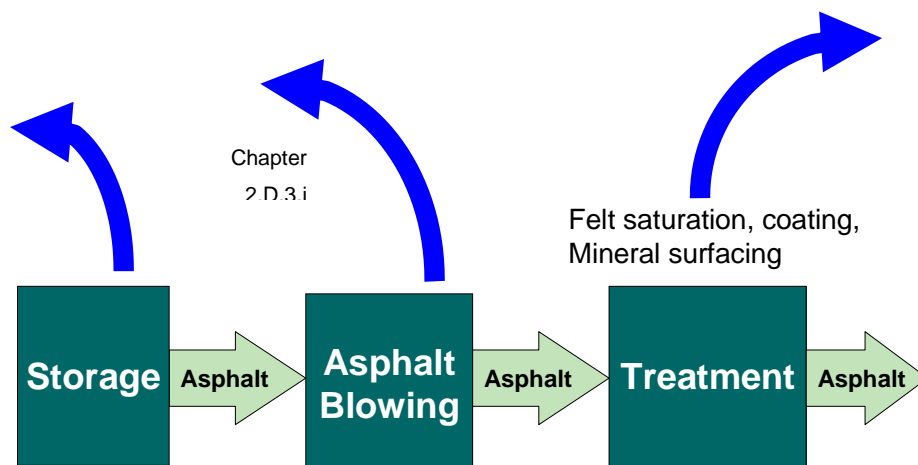 Chapter
2.D.3.i
Felt saturation, coating,
Mineral surfacing
Storage
Asphalt
Asphalt
Blowing
Asphalt
Treatment
Asphalt